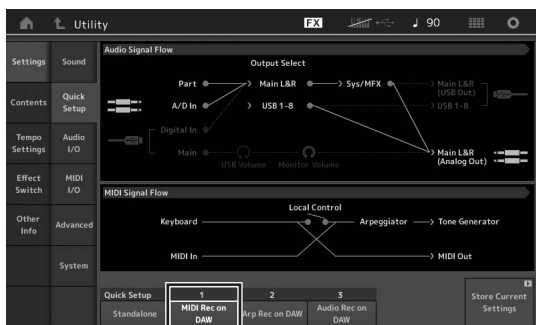 Utility
FX
90
Settings
Sound
Contents
Quick Setup
Tempo Settings
Audio I/O
Effect Switch
MIDI I/O
Other Info
Advanced
System
Audio Signal Flow
Output Select
Part
Main L&R
Sys/MFX
Main L&R (USB Out)
A/D In
USB 1–8
USB 1–8
Digital In
Main
USB Volume
Monitor Volume
Main L&R (Analog Out)
MIDI Signal Flow
Local Control
Keyboard
Arpeggiator
Tone Generator
MIDI In
MIDI Out
Quick Setup
1
2
3
Standalone
MIDI Rec on DAW
Arp Rec on DAW
Audio Rec on DAW
Store Current Settings